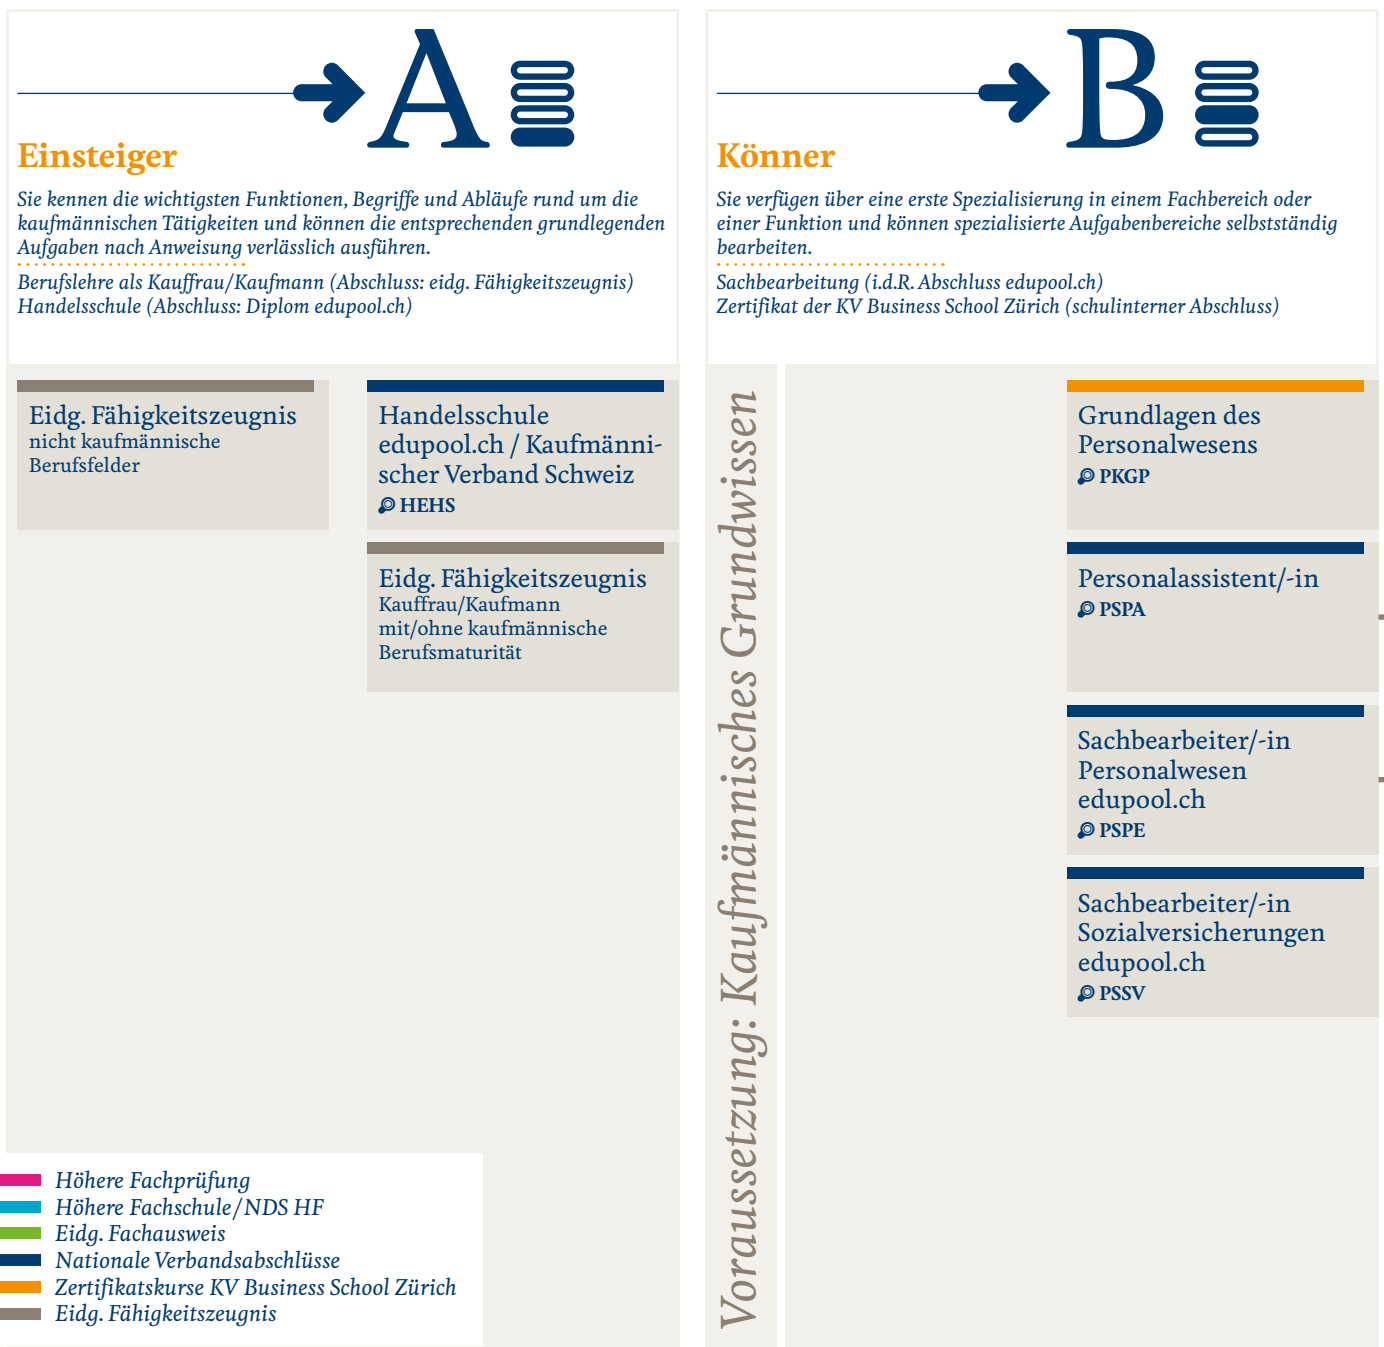 A
Einsteiger
Sie kennen die wichtigsten Funktionen, Begriffe und Abläufe rund um die
kaufmännischen Tätigkeiten und können die entsprechenden grundlegenden
Aufgaben nach Anweisung verlässlich ausführen.
Berufslehre als Kauffrau/Kaufmann (Abschluss: eidg. Fähigkeitszeugnis)
Handelsschule (Abschluss: Diplom edupool.ch)
Eidg. Fähigkeitszeugnis
nicht kaufmännische
Berufsfelder
Handelsschule
edupool.ch / Kaufmänni-
scher Verband Schweiz
HEHS
Eidg. Fähigkeitszeugnis
Kauffrau/Kaufmann
mit/ohne kaufmännische
Berufsmaturität
Höhere Fachprüfung
Höhere Fachschule/NDS HF
Eidg. Fachausweis
Nationale Verbandsabschlüsse
Zertifikatskurse KV Business School Zürich
Eidg. Fähigkeitszeugnis
B
Könner
Sie verfügen über eine erste Spezialisierung in einem Fachbereich oder
einer Funktion und können spezialisierte Aufgabenbereiche selbstständig
bearbeiten.
Sachbearbeitung (i.d.R. Abschluss edupool.ch)
Zertifikat der KV Business School Zürich (schulinterner Abschluss)
Voraussetzung: Kaufmännisches Grundwissen
Grundlagen des
Personalwesens
PKGP
Personalassistent/-in
PSPA
Sachbearbeiter/-in
Personalwesen
edupool.ch
PSPE
Sachbearbeiter/-in
Sozialversicherungen
edupool.ch
PSSV